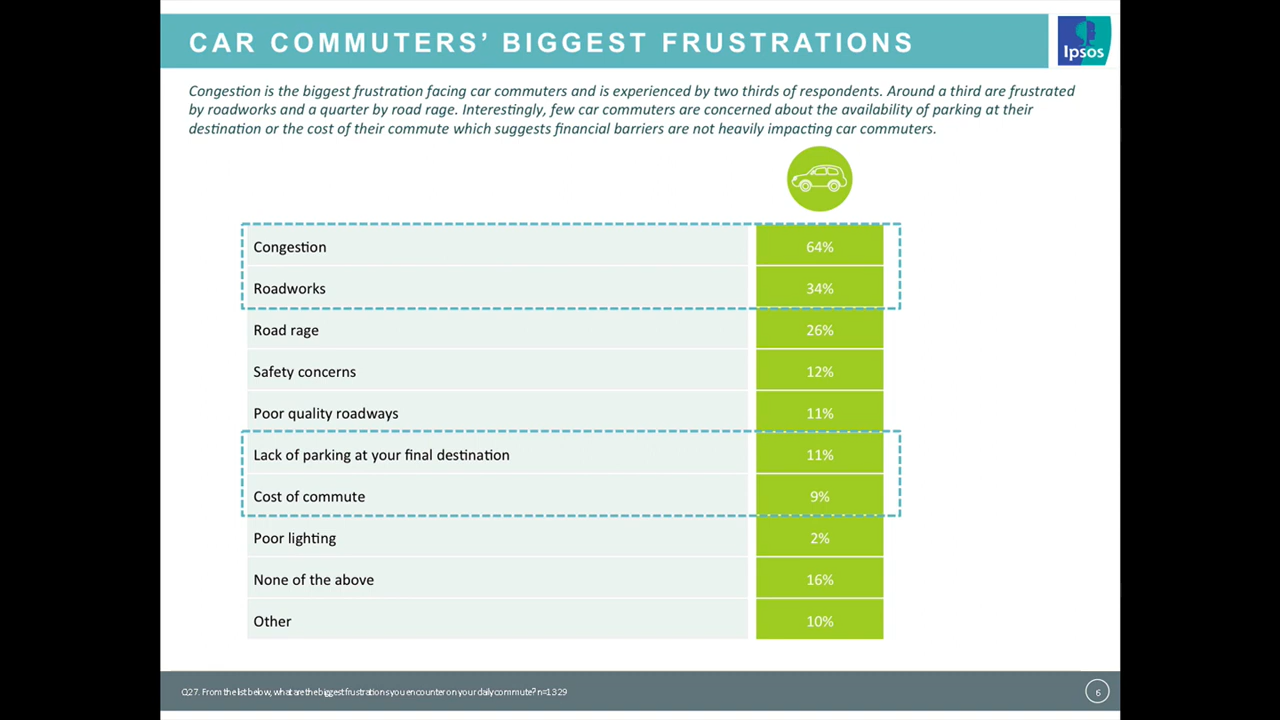 CAR COMMUTERS’ BIGGEST FRUSTRATIONS
Ipsos
Congestion is the biggest frustration facing car commuters and is experienced by two thirds of respondents. Around a third are frustrated
by roadworks and a quarter by road rage. Interestingly, few car commuters are concerned about the availability of parking at their
destination or the cost of their commute which suggests financial barriers are not heavily impacting car commuters.
Congestion 64%
Roadworks 34%
Road rage 26%
Safety concerns 12%
Poor quality roadways 11%
Lack of parking at your final destination 11%
Cost of commute 9%
Poor lighting 2%
None of the above 16%
Other 10%
Q27. From the list below, what are the biggest frustrations you encounter on your daily commute? n=1329
6